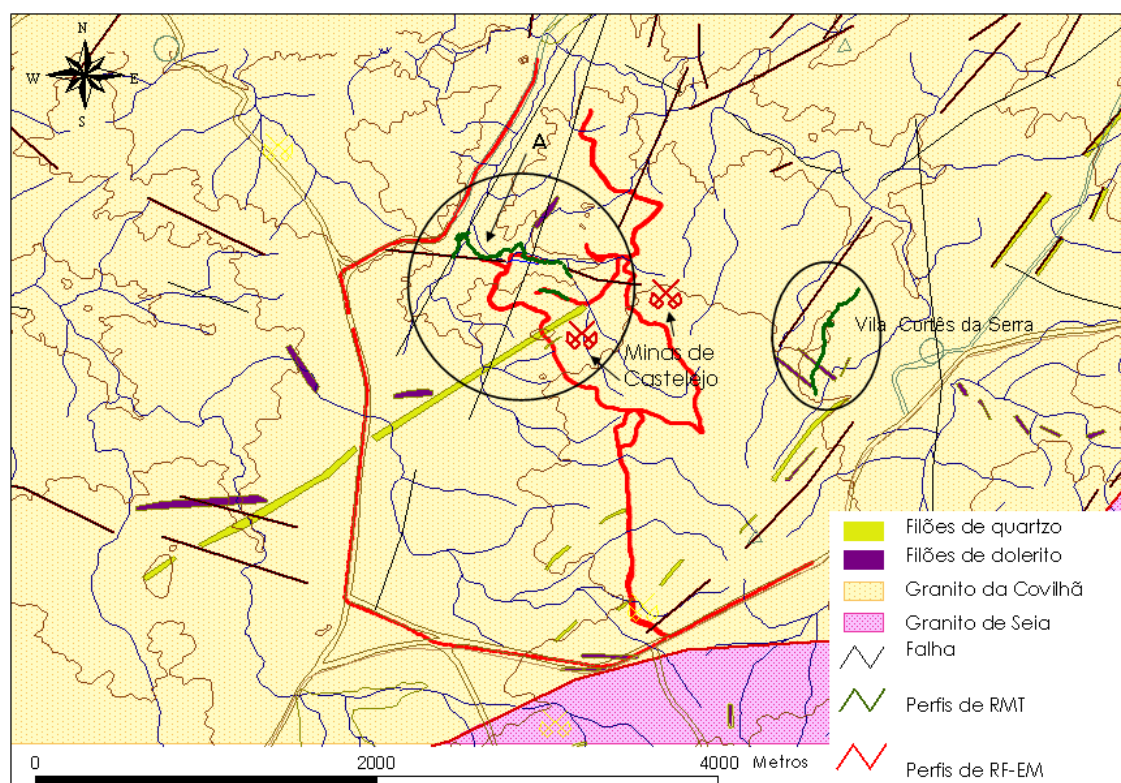 N
W E
S
A
Vila Cortês da Serra
Minas de
Castelejo
Filões de quartzo
Filões de dolerito
Granito da Covilhã
Granito de Seia
Falha
Perfis de RMT
Perfis de RF-EM
0 2000 4000 Metros